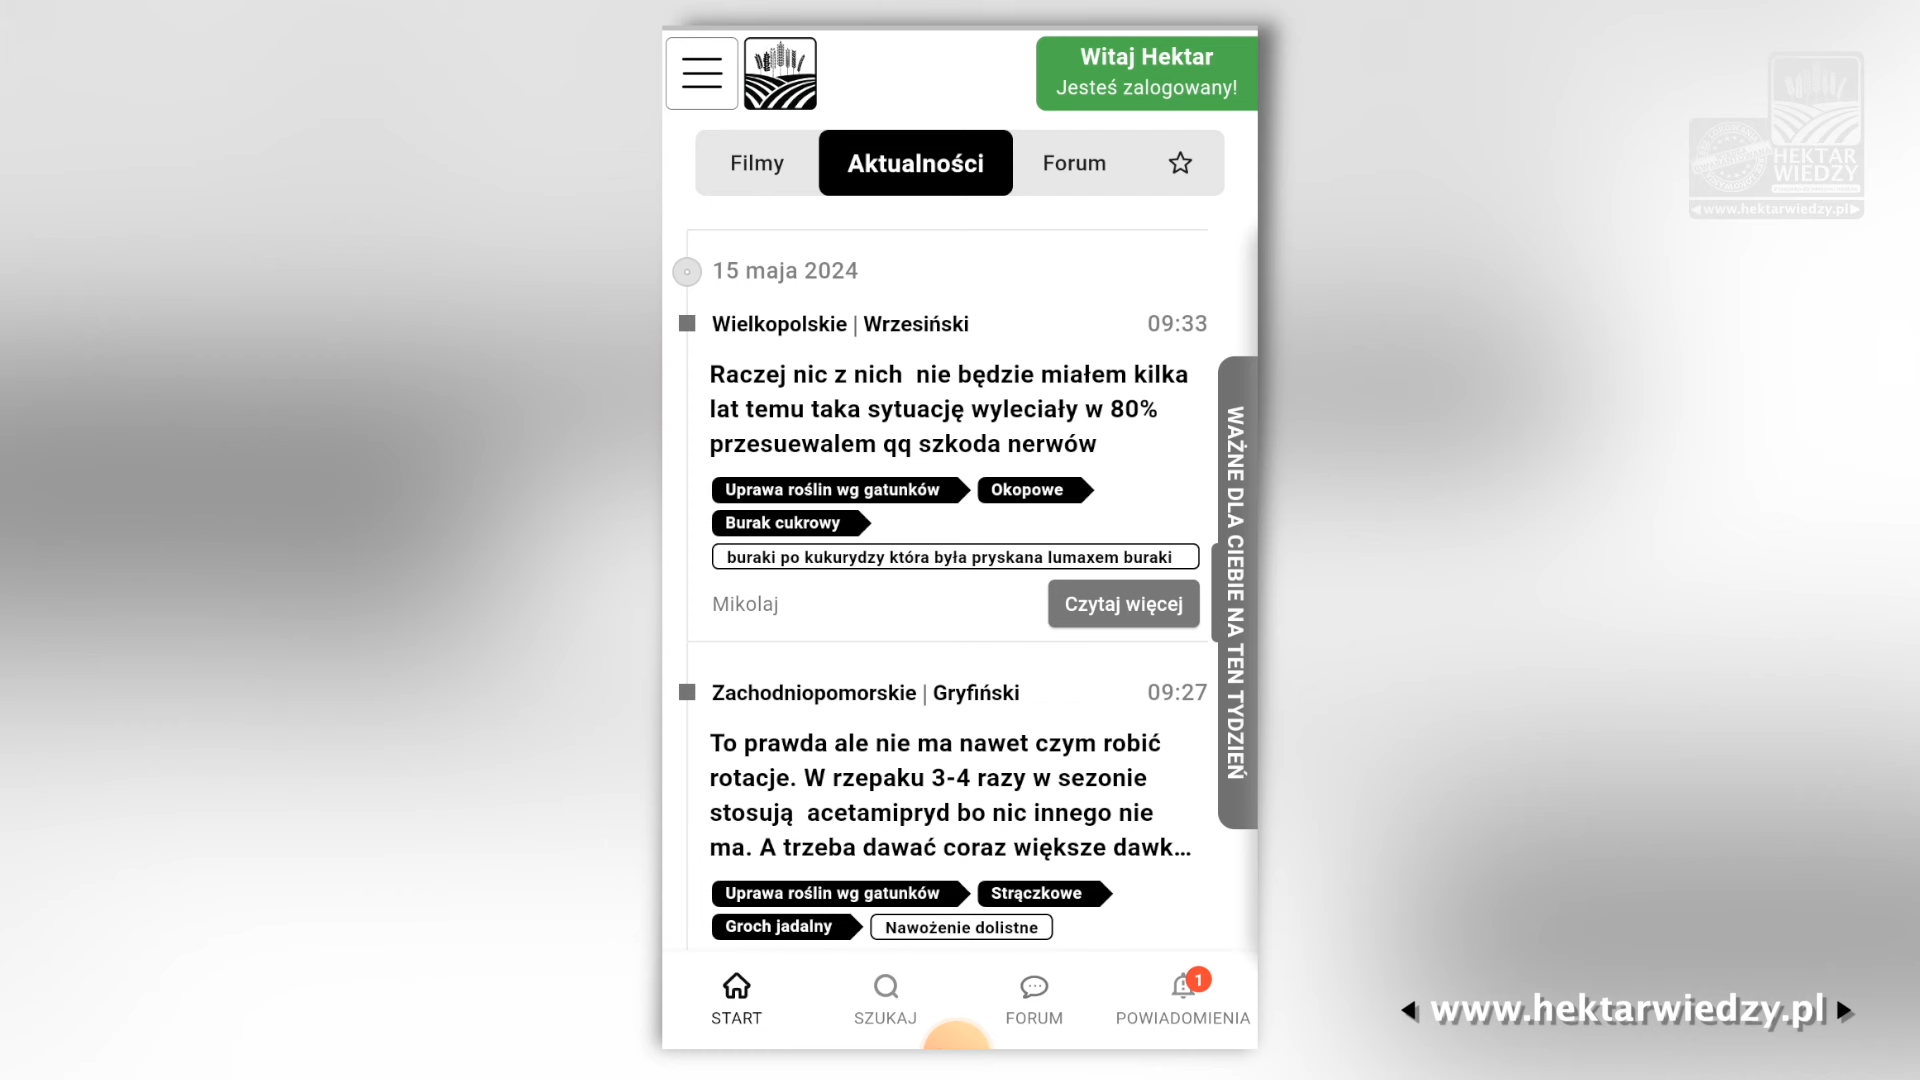 Witaj Hektar
Jesteś zalogowany!
Filmy
Aktualności
Forum
HEKTAR
WIEDZY
www.hektarwiedzy.pl
15 maja 2024
Wielkopolskie | Wrzesiński
09:33
Raczej nic z nich nie będzie miałem kilka
lat temu taka sytuację wyleciały w 80%
przesuewalem qq szkoda nerwów
Uprawa roślin wg gatunków
Okopowe
Burak cukrowy
buraki po kukurydzy która była pryskana lumaxem buraki
Mikolaj
Czytaj więcej
WAŻNE DLA CIEBIE NA TEN TYDZIEŃ
Zachodniopomorskie | Gryfiński
09:27
To prawda ale nie ma nawet czym robić
rotacje. W rzepaku 3-4 razy w sezonie
stosują acetamipryd bo nic innego nie
ma. A trzeba dawać coraz większe dawk...
Uprawa roślin wg gatunków
Strączkowe
Groch jadalny
Nawożenie dolistne
START
SZUKAJ
FORUM
1
POWIADOMIENIA
www.hektarwiedzy.pl